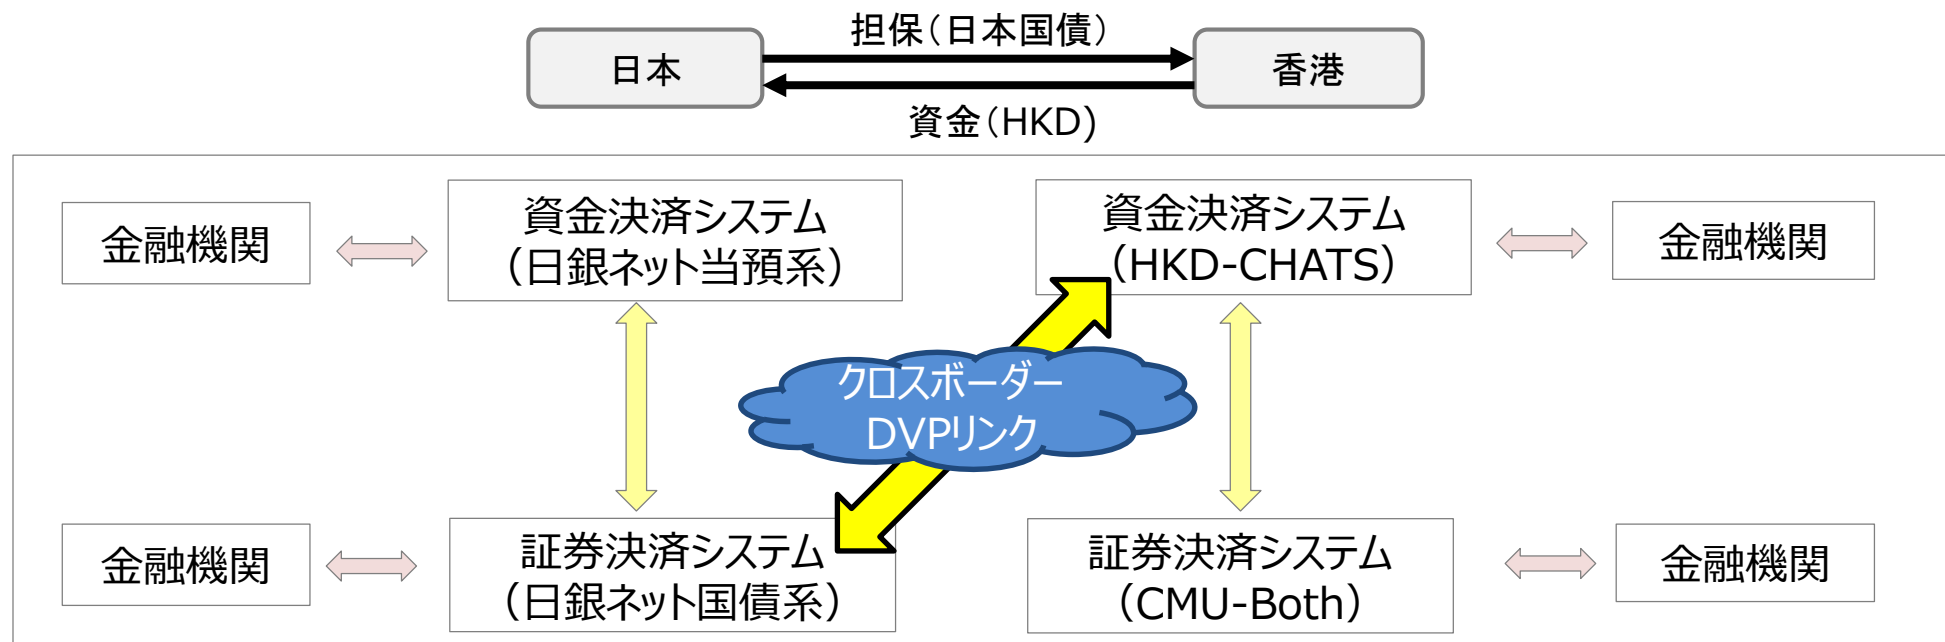 担保（日本国債）
日本
香港
資金（HKD)
金融機関
資金決済システム
（日銀ネット当預系）
資金決済システム
（HKD-CHATS）
金融機関
クロスボーダー
DVPリンク
金融機関
証券決済システム
（日銀ネット国債系）
証券決済システム
（CMU-Both）
金融機関